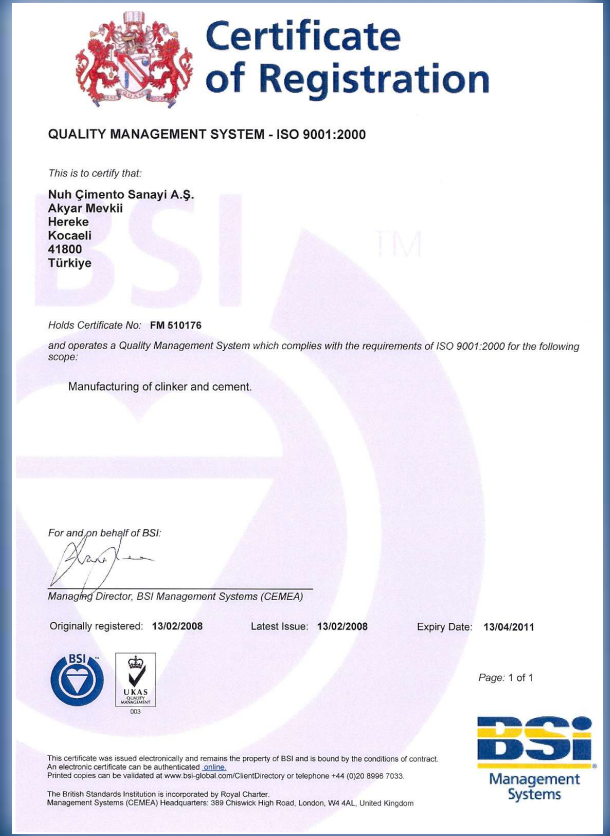 Certificate
of Registration
QUALITY MANAGEMENT SYSTEM - ISO 9001:2000
This is to certify that:
Nuh Çimento Sanayi A.Ş.
Akyar Mevkii
Hereke
Kocaeli
41800
Türkiye
BSI
TM
Holds Certificate No: FM 510176
and operates a Quality Management System which complies with the requirements of ISO 9001:2000 for the following
scope:
Manufacturing of clinker and cement.
For and on behalf of BSI:
Managing Director, BSI Management Systems (CEMEA)
Originally registered: 13/02/2008 Latest Issue: 13/02/2008 Expiry Date: 13/04/2011
BSI
UKAS
QUALITY
MANAGEMENT
003
Page: 1 of 1
BSi
Management
Systems
This certificate was issued electronically and remains the property of BSI and is bound by the conditions of contract.
An electronic certificate can be authenticated online.
Printed copies can be validated at www.bsi-global.com/ClientDirectory or telephone +44 (0)20 8996 7033.
The British Standards Institution is incorporated by Royal Charter.
Management Systems (CEMEA) Headquarters: 389 Chiswick High Road, London, W4 4AL, United Kingdom